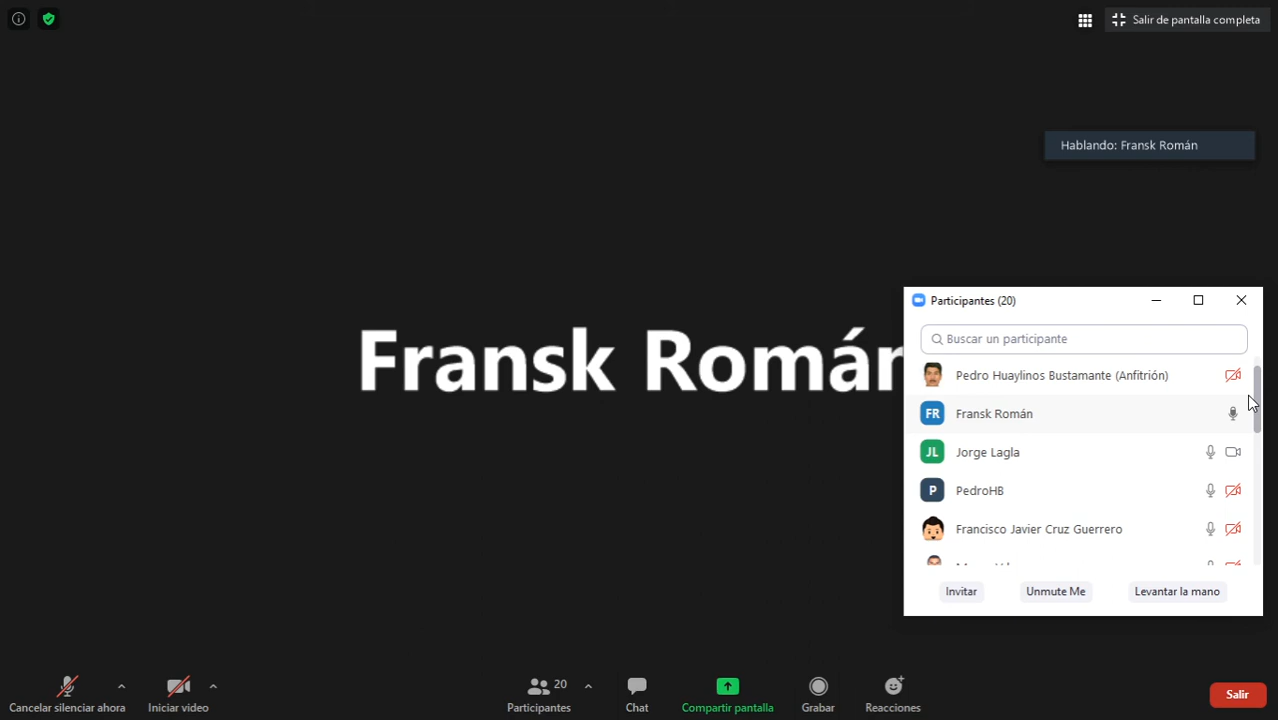 Salir de pantalla completa
Hablando: Fransk Román
Fransk Román
Participantes (20)
Buscar un participante
Pedro Huaylinos Bustamante (Anfitrión)
FR Fransk Román
JL Jorge Lagla
P PedroHB
Francisco Javier Cruz Guerrero
Invitar Unmute Me Levantar la mano
20
Cancelar silenciar ahora Iniciar video Participantes Chat Compartir pantalla Grabar Reacciones Salir